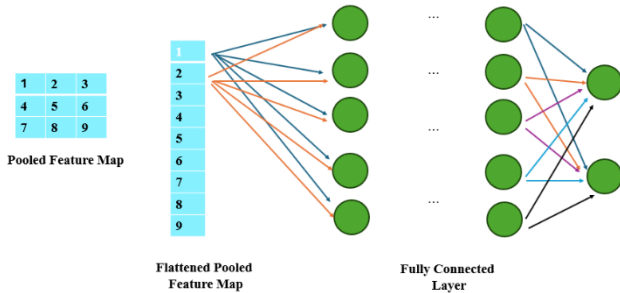 1 2 3
4 5 6
7 8 9
Pooled Feature Map
1
2
3
4
5
6
7
8
9
Flattened Pooled
Feature Map
...
...
...
...
...
Fully Connected
Layer